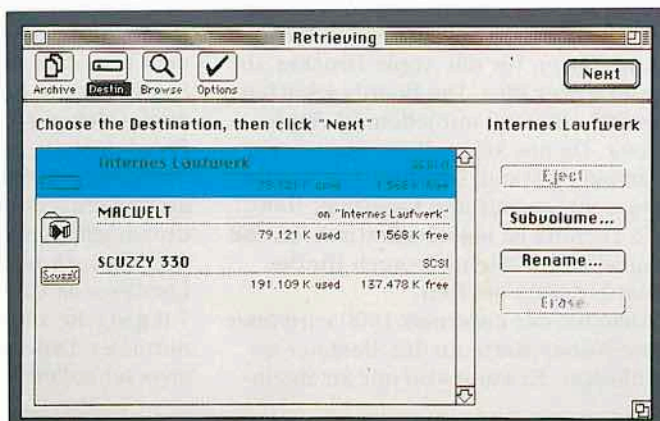 Retrieving
Archive Destin. Browse Options
Next
Choose the Destination, then click "Next"
Internes Laufwerk
Internes Laufwerk SCSI
79.121 K used 1.568 K free
MACWELT on "Internes Laufwerk"
79.121 K used 1.568 K free
SCUZZY 330 SCSI
191.109 K used 137.478 K free
Eject
Subvolume...
Rename...
Erase